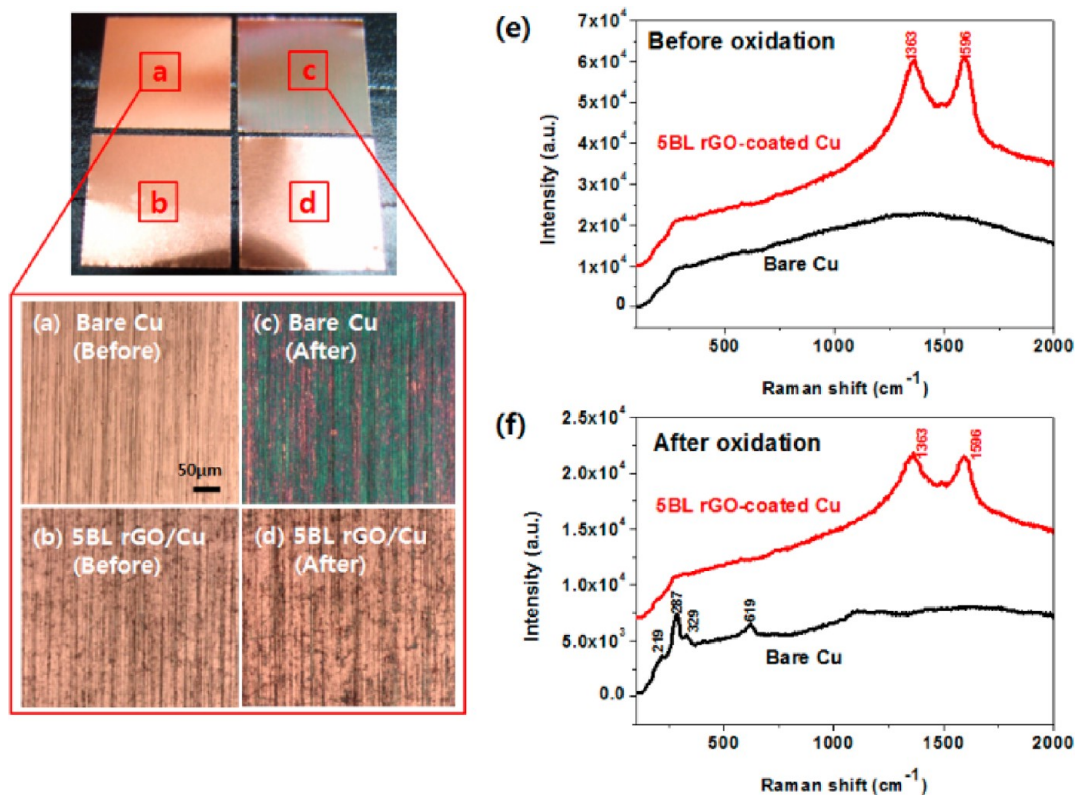 a
c
b
d
(a) Bare Cu
(Before)
50μm
(c) Bare Cu
(After)
(b) 5BL rGO/Cu
(Before)
(d) 5BL rGO/Cu
(After)
(e)
Before oxidation
1363
1596
5BL rGO-coated Cu
Bare Cu
7x10⁴
6x10⁴
5x10⁴
4x10⁴
3x10⁴
2x10⁴
1x10⁴
0
Intensity (a.u.)
500 1000 1500 2000
Raman shift (cm⁻¹)
(f)
After oxidation
1363
1596
5BL rGO-coated Cu
219
287
329
619
Bare Cu
2.5x10⁴
2.0x10⁴
1.5x10⁴
1.0x10⁴
5.0x10³
0.0
Intensity (a.u.)
500 1000 1500 2000
Raman shift (cm⁻¹)